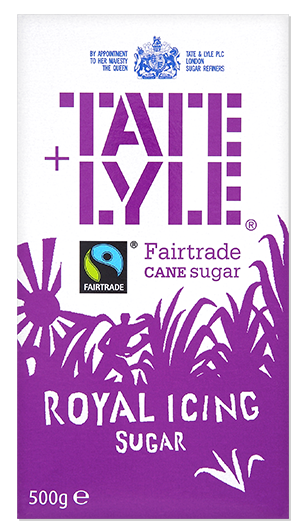 BY APPOINTMENT
TO HER MAJESTY
THE QUEEN
TATE & LYLE PLC
LONDON
SUGAR REFINERS
TATE
+ LYLE®
®
FAIRTRADE
Fairtrade
CANE sugar
ROYAL ICING
SUGAR
500g ℮